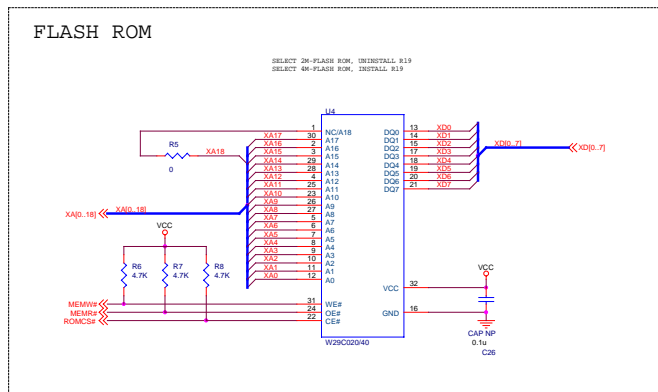 FLASH ROM
SELECT 2M-FLASH ROM, UNINSTALL R19
SELECT 4M-FLASH ROM, INSTALL R19
U4
1 NC/A18 DQ0 13 XD0
XA17 30 A17 DQ1 14 XD1
XA16 2 A16 DQ2 15 XD2
XA15 3 A15 DQ3 17 XD3
XA14 29 A14 DQ4 18 XD4
XA13 28 A13 DQ5 19 XD5
XA12 4 A12 DQ6 20 XD6
XA11 25 A11 DQ7 21 XD7
XA10 23 A10
XA9 26 A9
XA8 27 A8
XA7 5 A7
XA6 6 A6
XA5 7 A5
XA4 8 A4
XA3 9 A3
XA2 10 A2
XA1 11 A1
XA0 12 A0
R5
XA18
0
XD[0..7] XD[0..7]
XA[0..18] XA[0..18]
VCC
R6 R7 R8
4.7K 4.7K 4.7K
VCC
VCC 32
MEMW# 31 WE#
MEMR# 24 OE# GND 16
ROMCS# 22 CE#
W29C020/40
CAP NP
0.1u
C26